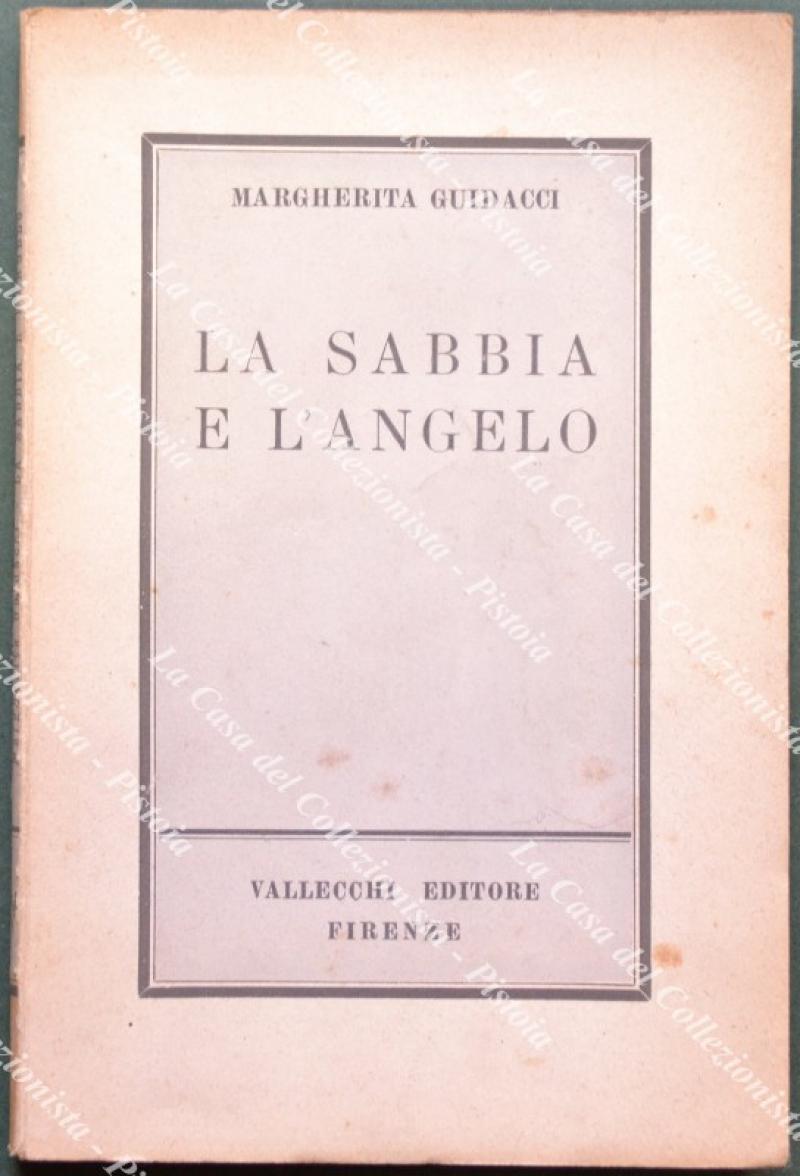 MARGHERITA GUIDACCI
LA SABBIA
E L'ANGELO
VALLECCHI EDITORE
FIRENZE
La Casa del Collezionista - Pistoia